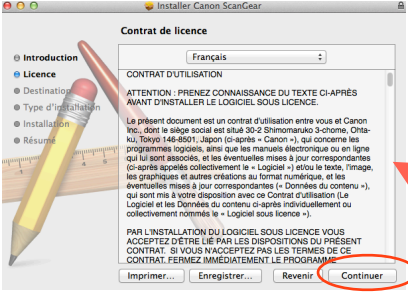 Installer Canon ScanGear
Contrat de licence
Introduction
Licence
Destination
Type d'installation
Installation
Résumé
Français
CONTRAT D'UTILISATION
ATTENTION : PRENEZ CONNAISSANCE DU TEXTE CI-APRÈS
AVANT D'INSTALLER LE LOGICIEL SOUS LICENCE.
Le présent document est un contrat d'utilisation entre vous et Canon
Inc., dont le siège social est situé 30-2 Shimomaruko 3-chome, Ohta-
ku, Tokyo 146-8501, Japon (ci-après « Canon »), qui concerne les
programmes logiciels, ainsi que les manuels électronique ou en ligne
qui lui sont associés, et les éventuelles mises à jour correspondantes
(ci-après appelés collectivement le « Logiciel ») et/ou le texte, l'image,
les graphiques et autres créations au format numérique, et les
éventuelles mises à jour correspondantes (« Données du contenu »),
qui sont mis à votre disposition avec ce Contrat d'utilisation (Le
Logiciel et les Données du contenu ci-après individuellement ou
collectivement nommés le « Logiciel sous licence »).
PAR L'INSTALLATION DU LOGICIEL SOUS LICENCE VOUS
ACCEPTEZ D'ÊTRE LIÉ PAR LES DISPOSITIONS DU PRÉSENT
CONTRAT. SI VOUS N'ACCEPTEZ PAS LES TERMES DE CE
CONTRAT, FERMEZ IMMÉDIATEMENT LE PROGRAMME
Imprimer... Enregistrer... Revenir Continuer